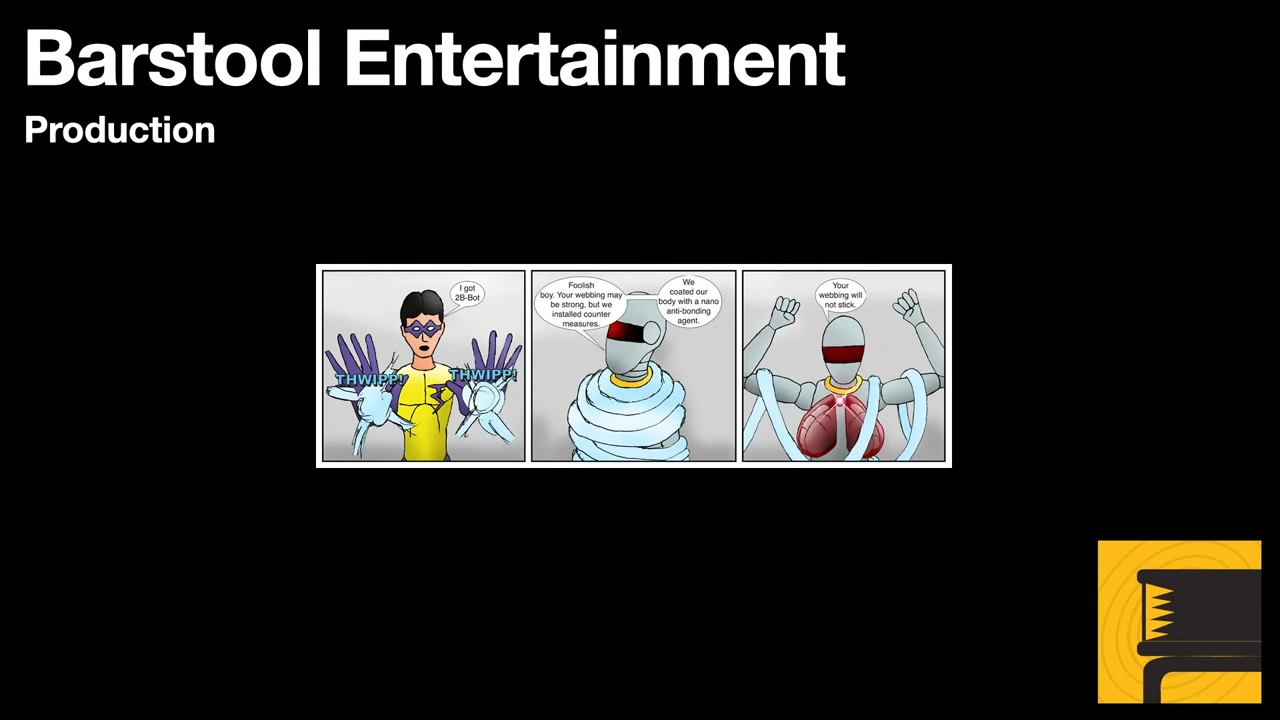 Barstool Entertainment
Production
I got
2B-Bot
THWIPP!
THWIPP!
Foolish
boy. Your webbing may
be strong, but we
installed counter
measures.
We
coated our
body with a nano
anti-bonding
agent.
Your
webbing will
not stick.